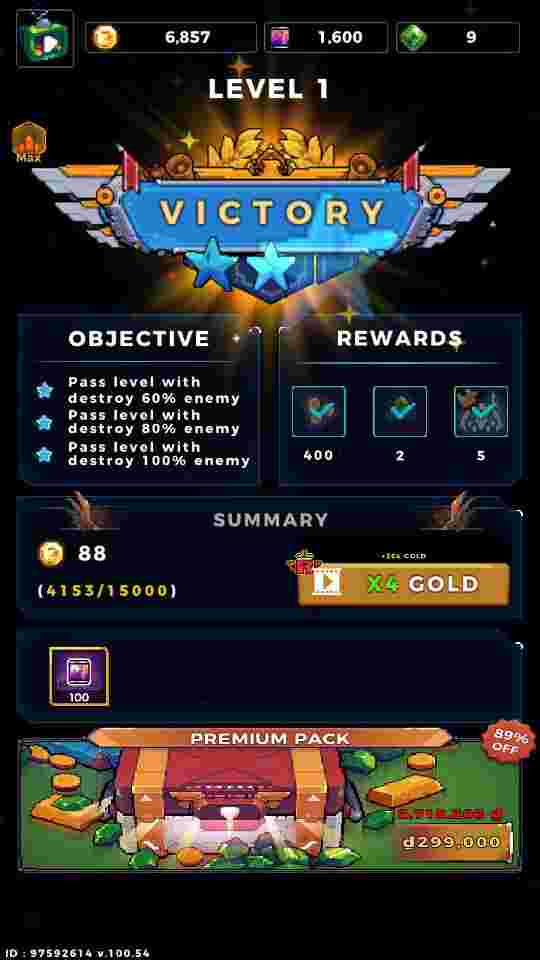 6,857
1,600
9
LEVEL 1
Max
VICTORY
OBJECTIVE
Pass level with
destroy 60% enemy
Pass level with
destroy 80% enemy
Pass level with
destroy 100% enemy
REWARDS
400
2
5
SUMMARY
88
(4153/15000)
GOLD
X4 GOLD
100
PREMIUM PACK
89%
OFF
₫299,000
ID : 97592614 v.100.54